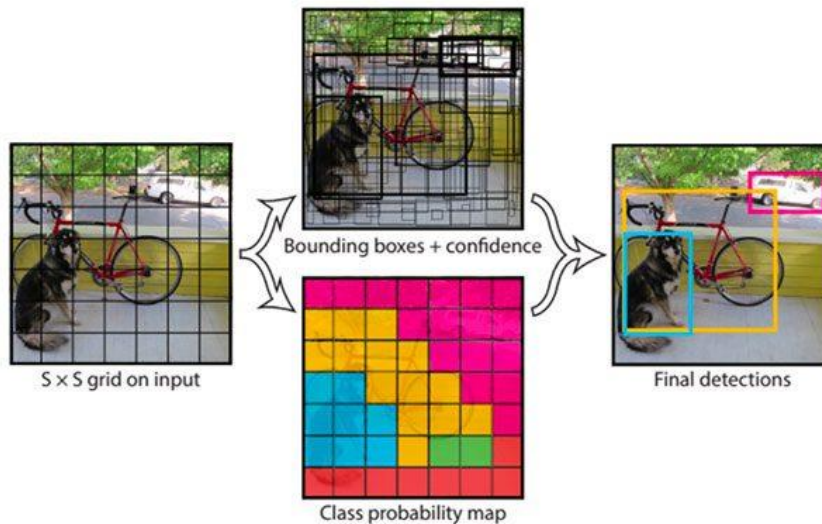 Bounding boxes + confidence
S × S grid on input
Final detections
Class probability map